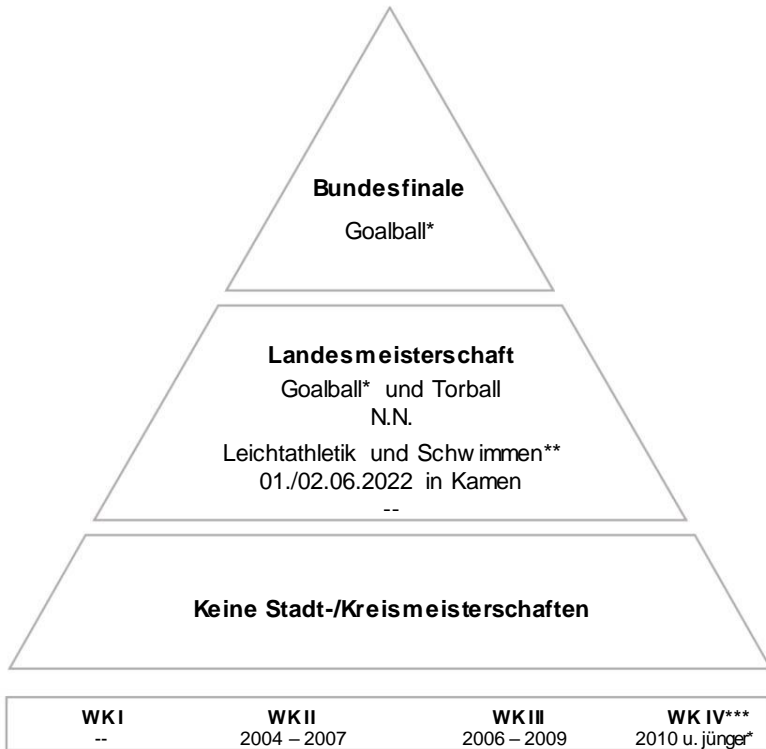 Bundesfinale
Goalball*
Landesmeisterschaft
Goalball* und Torball
N.N.
Leichtathletik und Schwimmen**
01./02.06.2022 in Kamen
--
Keine Stadt-/Kreismeisterschaften
WK I WK II WK III WK IV***
-- 2004 – 2007 2006 – 2009 2010 u. jünger*